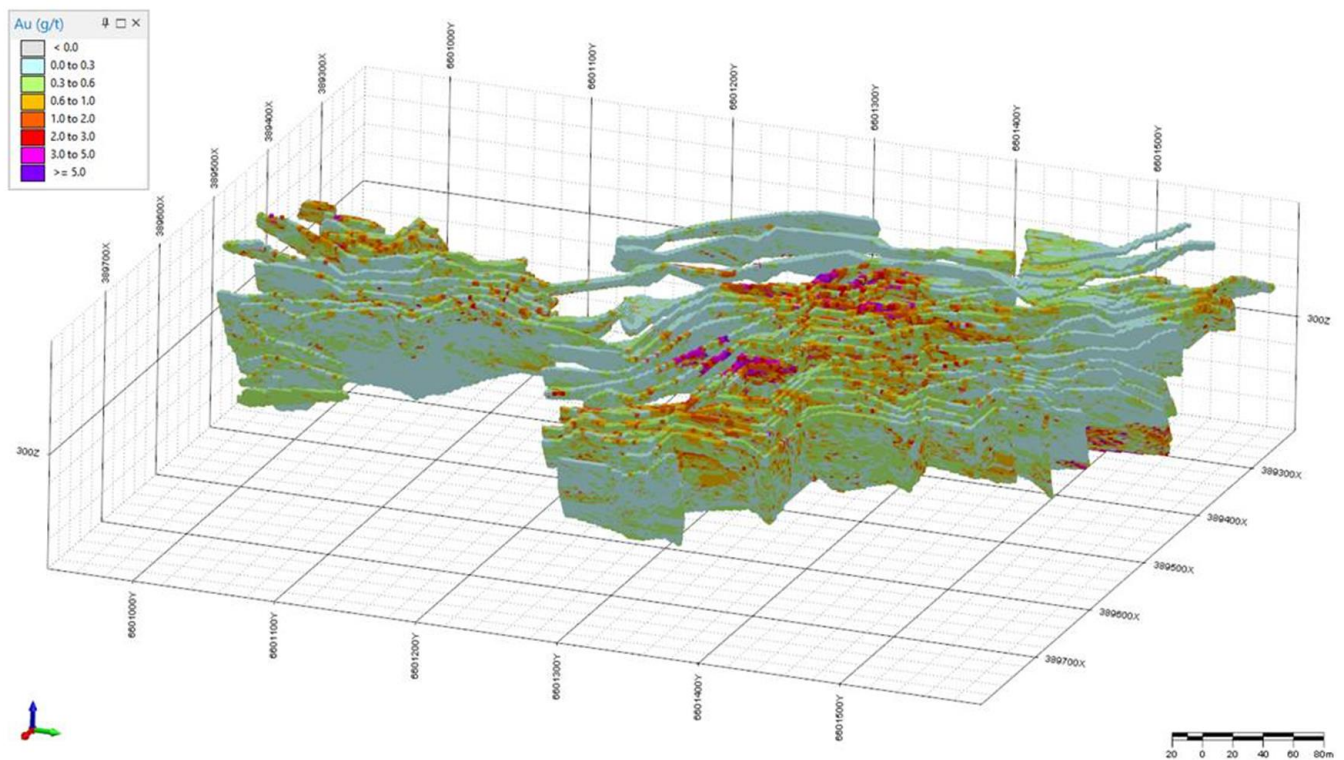 Au (g/t)
< 0.0
0.0 to 0.3
0.3 to 0.6
0.6 to 1.0
1.0 to 2.0
2.0 to 3.0
3.0 to 5.0
>= 5.0
6601000Y
6601100Y
6601200Y
6601300Y
6601400Y
6601500Y
389300X
389400X
389500X
389600X
389700X
300Z
300Z
389300X
389400X
389500X
389600X
389700X
6601000Y
6601100Y
6601200Y
6601300Y
6601400Y
6601500Y
20 0 20 40 60 80m